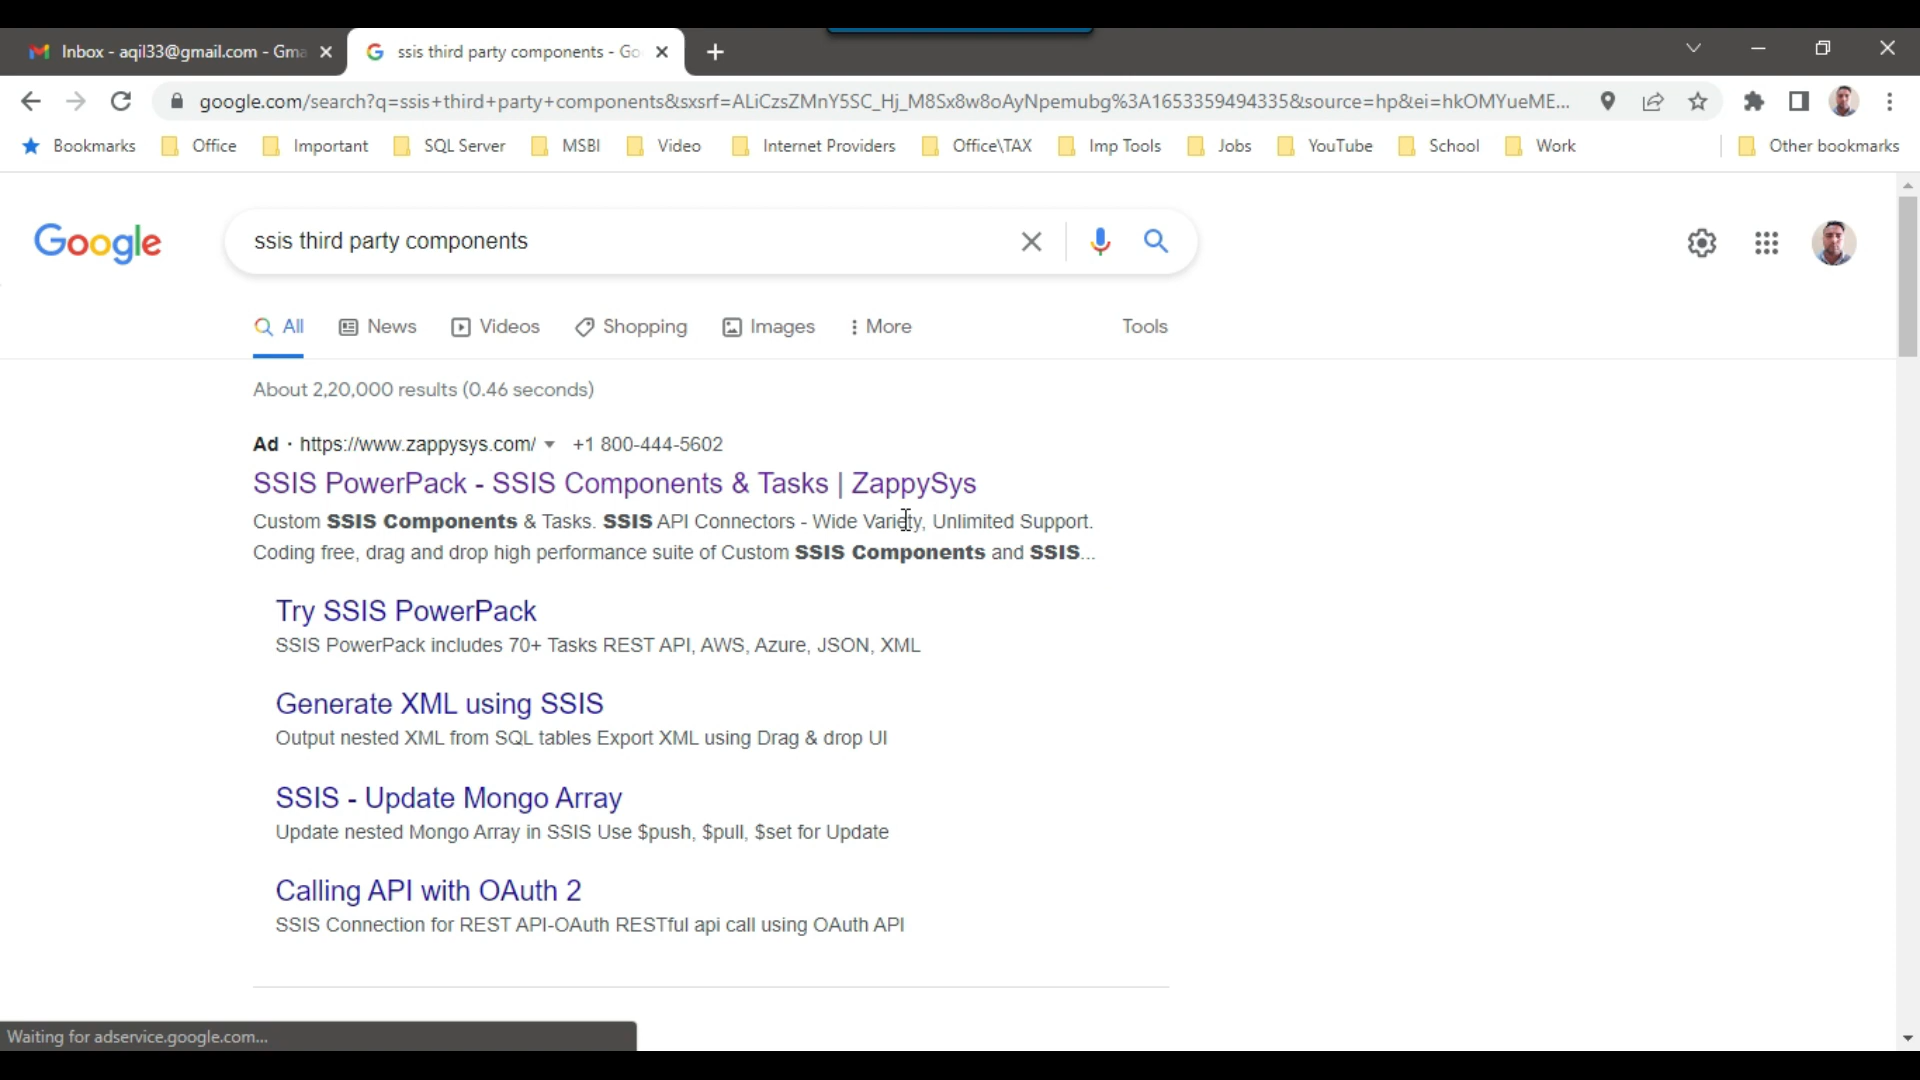 Inbox - aqil33@gmail.com - Gma
ssis third party components - Go
google.com/search?q=ssis+third+party+components&sxsrf=ALiCzsZMnY5SC_Hj_M8Sx8w8oAyNpemubg%3A1653359494335&source=hp&ei=hkOMYueME...
Bookmarks Office Important SQL Server MSBI Video Internet Providers Office\TAX Imp Tools Jobs YouTube School Work Other bookmarks
Google ssis third party components
All News Videos Shopping Images More Tools
About 2,20,000 results (0.46 seconds)
Ad · https://www.zappysys.com/ +1 800-444-5602
SSIS PowerPack - SSIS Components & Tasks | ZappySys
Custom SSIS Components & Tasks. SSIS API Connectors - Wide Variety, Unlimited Support.
Coding free, drag and drop high performance suite of Custom SSIS Components and SSIS...
Try SSIS PowerPack
SSIS PowerPack includes 70+ Tasks REST API, AWS, Azure, JSON, XML
Generate XML using SSIS
Output nested XML from SQL tables Export XML using Drag & drop UI
SSIS - Update Mongo Array
Update nested Mongo Array in SSIS Use $push, $pull, $set for Update
Calling API with OAuth 2
SSIS Connection for REST API-OAuth RESTful api call using OAuth API
Waiting for adservice.google.com...